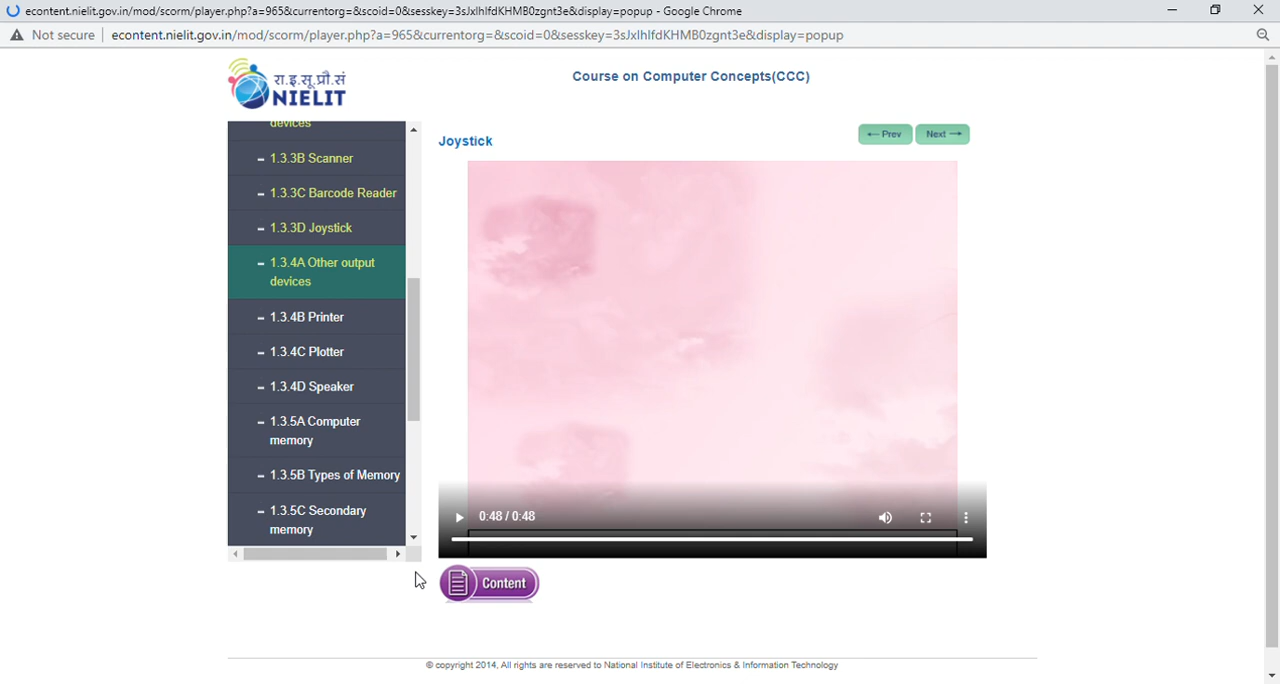 econtent.nielit.gov.in/mod/scorm/player.php?a=965&currentorg=&scoid=0&sesskey=3sJxlhIfdKHMB0zgnt3e&display=popup - Google Chrome
Not secure econtent.nielit.gov.in/mod/scorm/player.php?a=965&currentorg=&scoid=0&sesskey=3sJxlhIfdKHMB0zgnt3e&display=popup
रा.इ.सू.प्रौ.सं
NIELIT
Course on Computer Concepts(CCC)
devices
1.3.3B Scanner
1.3.3C Barcode Reader
1.3.3D Joystick
1.3.4A Other output
devices
1.3.4B Printer
1.3.4C Plotter
1.3.4D Speaker
1.3.5A Computer
memory
1.3.5B Types of Memory
1.3.5C Secondary
memory
Joystick
← Prev Next →
0:48 / 0:48
Content
© copyright 2014, All rights are reserved to National Institute of Electronics & Information Technology